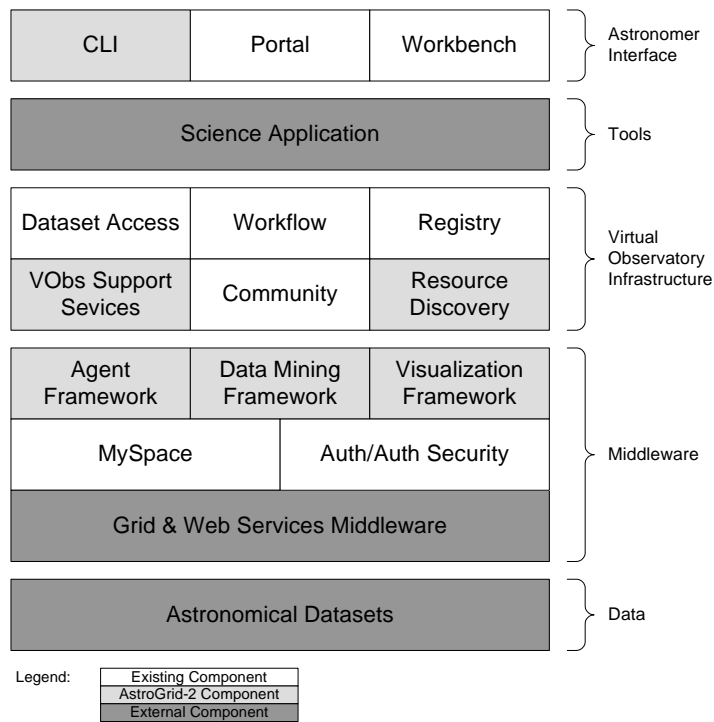 CLI
Portal
Workbench
Astronomer
Interface
Science Application
Tools
Dataset Access
Workflow
Registry
VObs Support
Sevices
Community
Resource
Discovery
Virtual
Observatory
Infrastructure
Agent
Framework
Data Mining
Framework
Visualization
Framework
MySpace
Auth/Auth Security
Grid & Web Services Middleware
Middleware
Astronomical Datasets
Data
Legend:
Existing Component
AstroGrid-2 Component
External Component